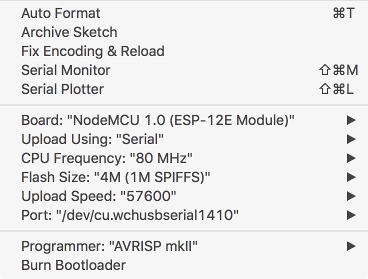 Auto Format ⌘T
Archive Sketch
Fix Encoding & Reload
Serial Monitor ⇧⌘M
Serial Plotter ⇧⌘L
Board: "NodeMCU 1.0 (ESP-12E Module)" ▶
Upload Using: "Serial" ▶
CPU Frequency: "80 MHz" ▶
Flash Size: "4M (1M SPIFFS)" ▶
Upload Speed: "57600" ▶
Port: "/dev/cu.wchusbserial1410" ▶
Programmer: "AVRISP mkII" ▶
Burn Bootloader